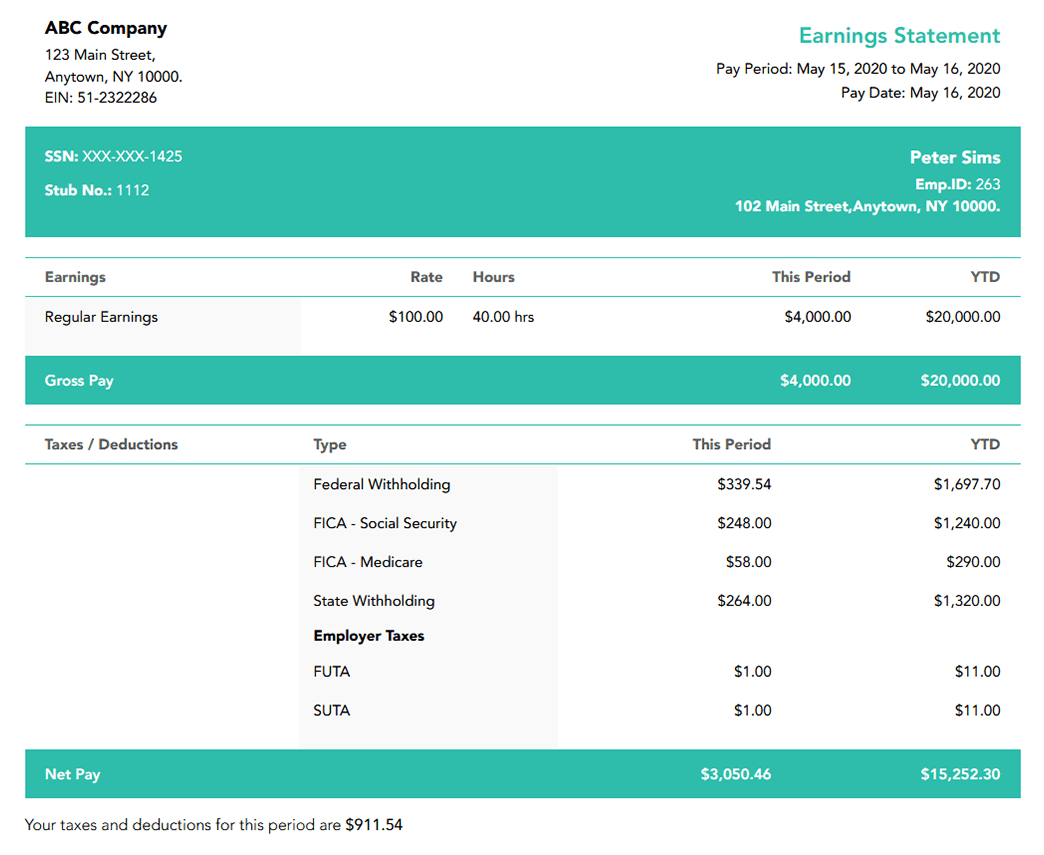 ABC Company
123 Main Street,
Anytown, NY 10000.
EIN: 51-2322286
Earnings Statement
Pay Period: May 15, 2020 to May 16, 2020
Pay Date: May 16, 2020
SSN: XXX-XXX-1425
Stub No.: 1112
Peter Sims
Emp.ID: 263
102 Main Street,Anytown, NY 10000.
Earnings Rate Hours This Period YTD
Regular Earnings $100.00 40.00 hrs $4,000.00 $20,000.00
Gross Pay $4,000.00 $20,000.00
Taxes / Deductions Type This Period YTD
Federal Withholding $339.54 $1,697.70
FICA - Social Security $248.00 $1,240.00
FICA - Medicare $58.00 $290.00
State Withholding $264.00 $1,320.00
Employer Taxes
FUTA $1.00 $11.00
SUTA $1.00 $11.00
Net Pay $3,050.46 $15,252.30
Your taxes and deductions for this period are $911.54